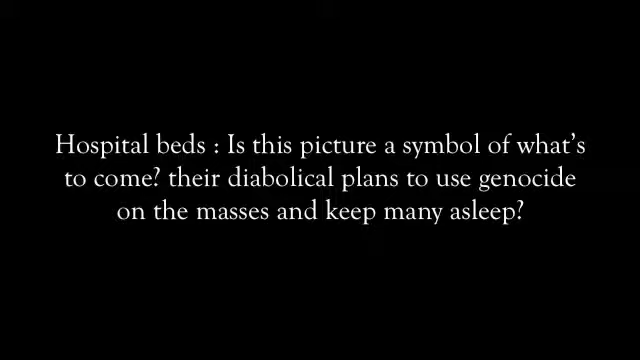 Hospital beds : Is this picture a symbol of what's
to come? their diabolical plans to use genocide
on the masses and keep many asleep?